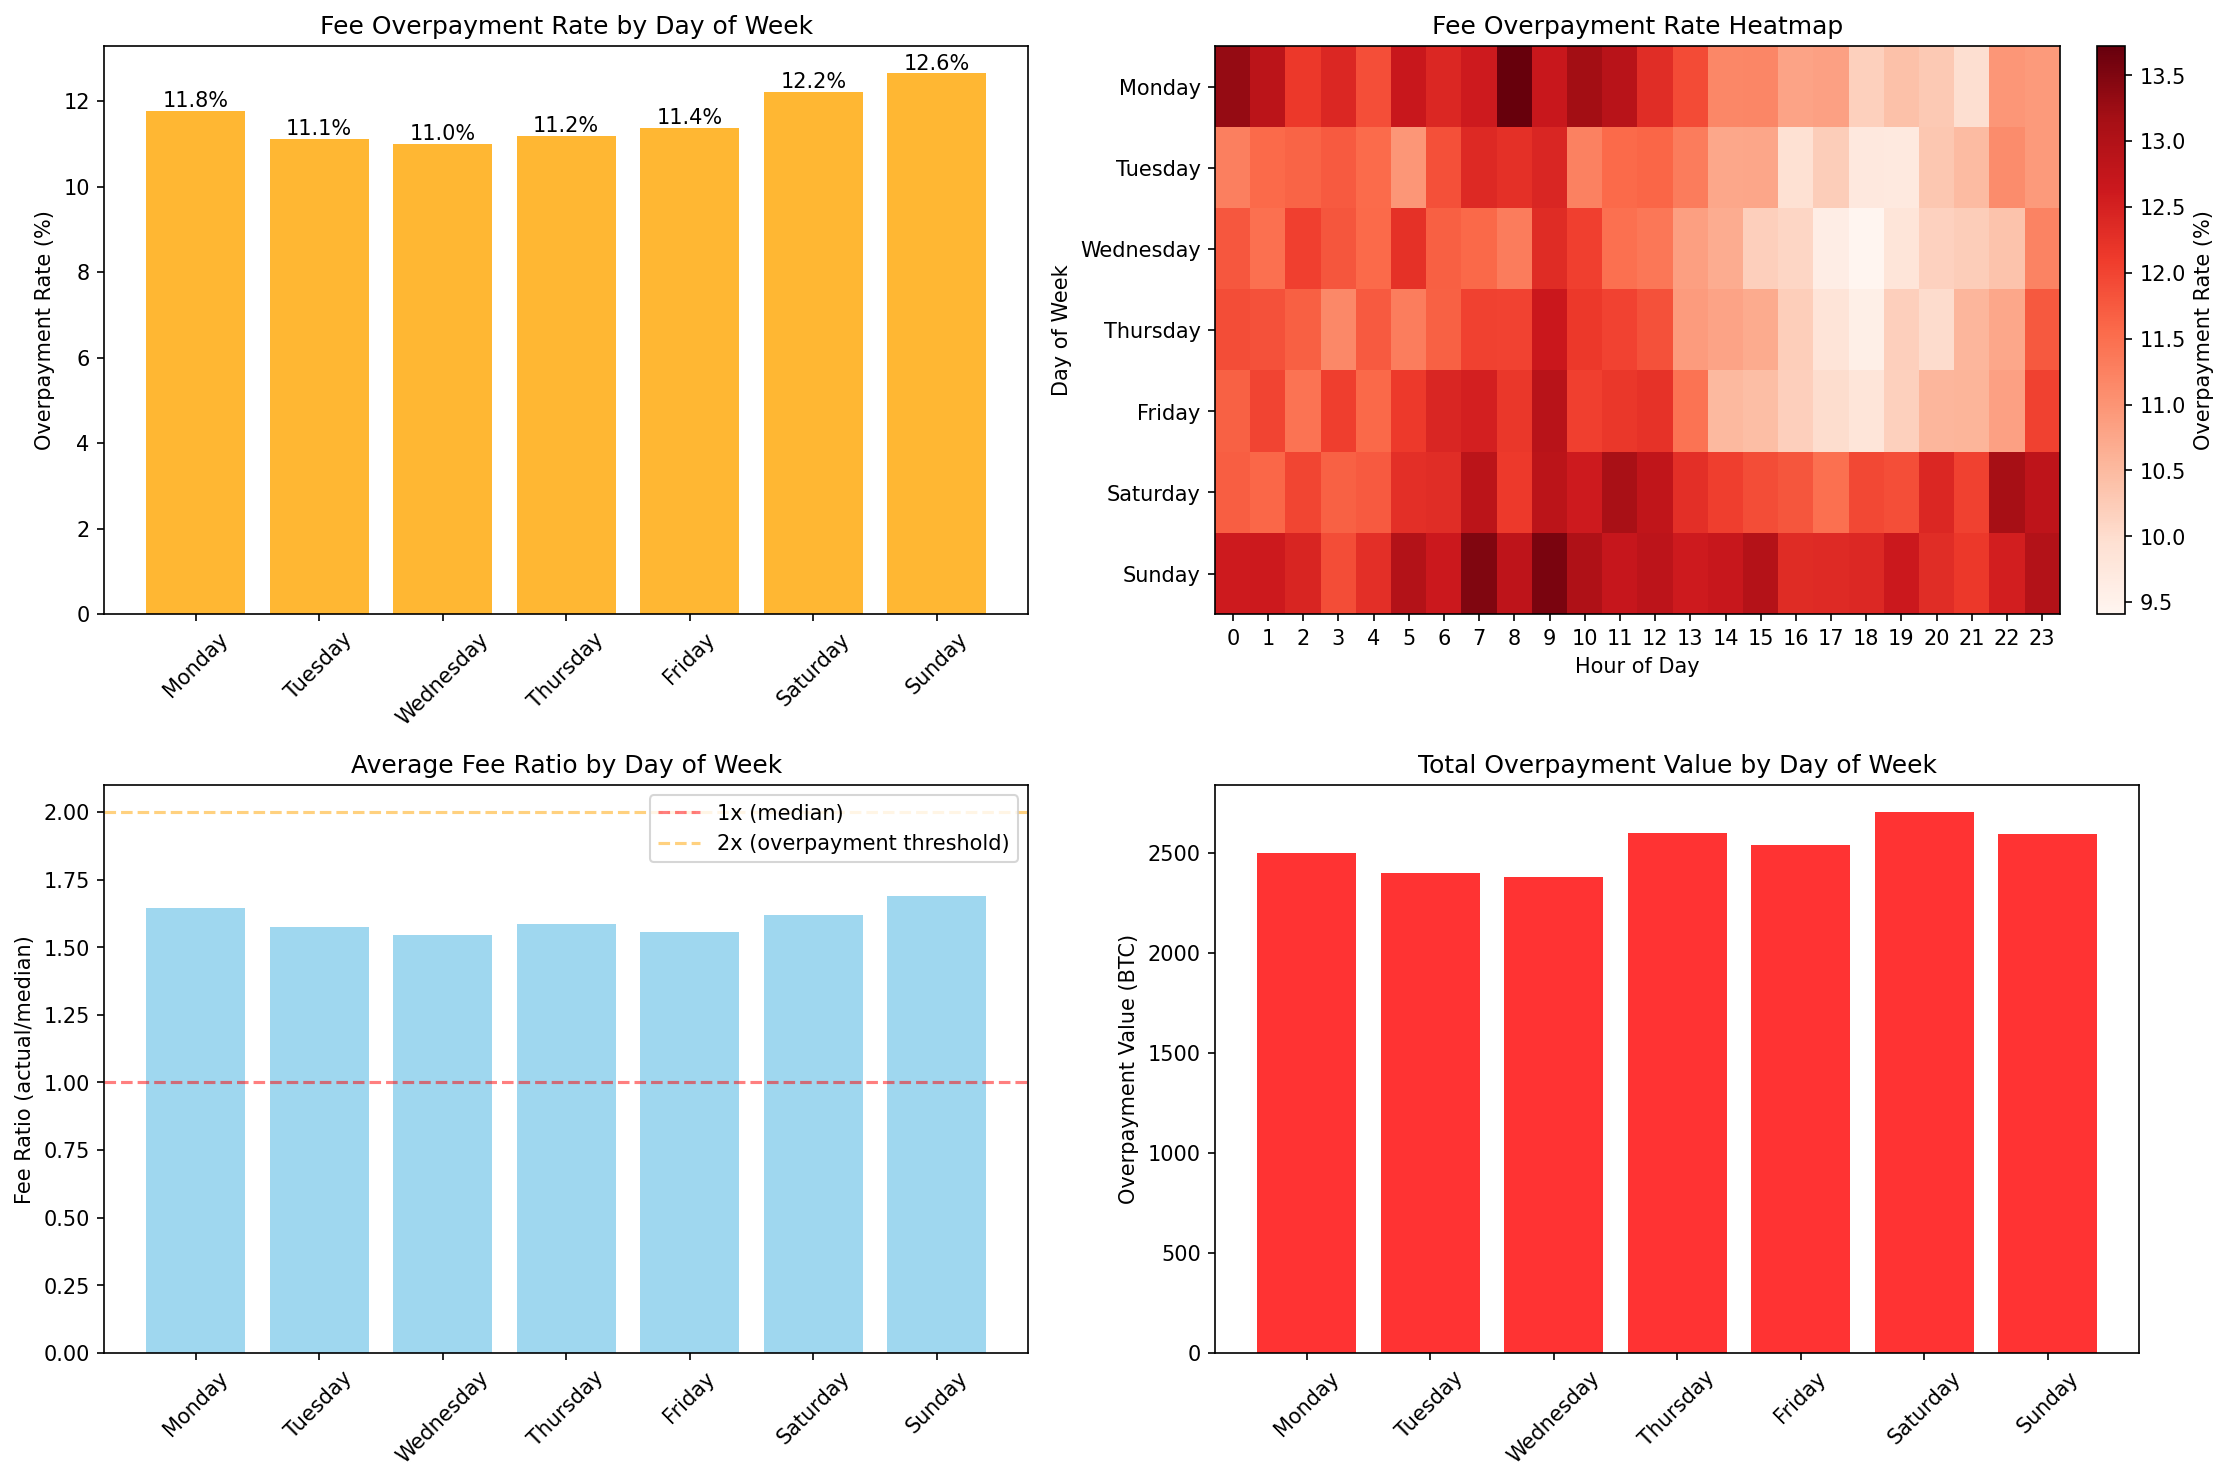 Fee Overpayment Rate by Day of Week
Overpayment Rate (%)
12
10
8
6
4
2
0
11.8%
11.1%
11.0%
11.2%
11.4%
12.2%
12.6%
Monday
Tuesday
Wednesday
Thursday
Friday
Saturday
Sunday
Fee Overpayment Rate Heatmap
Day of Week
Monday
Tuesday
Wednesday
Thursday
Friday
Saturday
Sunday
0 1 2 3 4 5 6 7 8 9 10 11 12 13 14 15 16 17 18 19 20 21 22 23
Hour of Day
13.5
13.0
12.5
12.0
11.5
11.0
10.5
10.0
9.5
Overpayment Rate (%)
Average Fee Ratio by Day of Week
Fee Ratio (actual/median)
2.00
1.75
1.50
1.25
1.00
0.75
0.50
0.25
0.00
1x (median)
2x (overpayment threshold)
Monday
Tuesday
Wednesday
Thursday
Friday
Saturday
Sunday
Total Overpayment Value by Day of Week
Overpayment Value (BTC)
2500
2000
1500
1000
500
0
Monday
Tuesday
Wednesday
Thursday
Friday
Saturday
Sunday